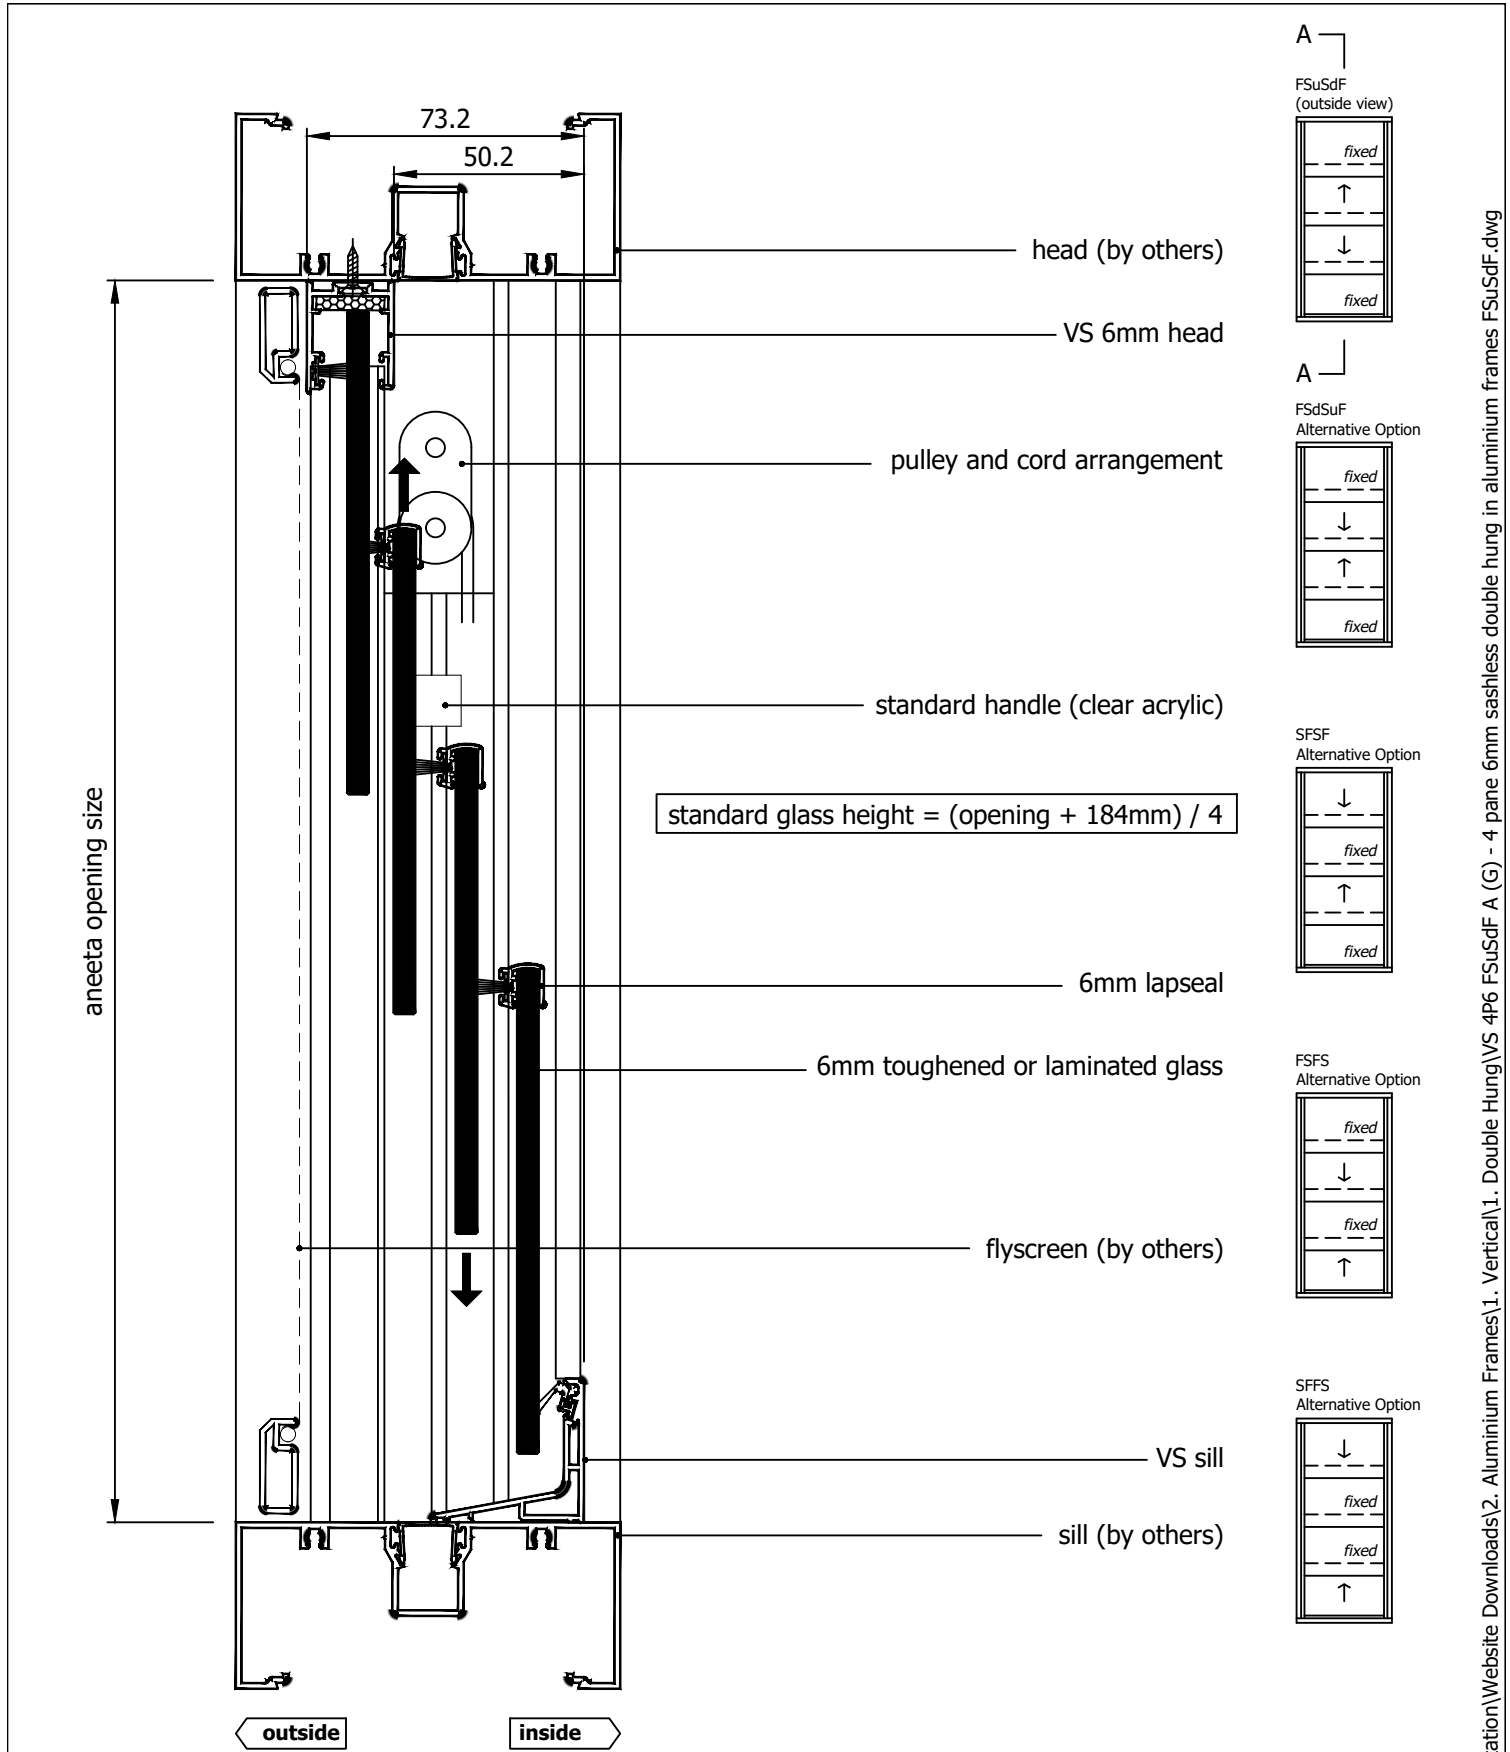 73.2
50.2
head (by others)
VS 6mm head
pulley and cord arrangement
standard handle (clear acrylic)
standard glass height = (opening + 184mm) / 4
6mm lapseal
6mm toughened or laminated glass
flyscreen (by others)
VS sill
sill (by others)
aneeta opening size
outside
inside
A
FSuSdF
(outside view)
fixed
fixed
A
FSdSuF
Alternative Option
fixed
fixed
SFSF
Alternative Option
fixed
fixed
FSFS
Alternative Option
fixed
fixed
SFFS
Alternative Option
fixed
fixed
\Website Downloads\2. Aluminium Frames\1. Vertical\1. Double Hung\VS 4P6 FSuSdF A (G) - 4 pane 6mm sashless double hung in aluminium frames FSuSdF.dwg